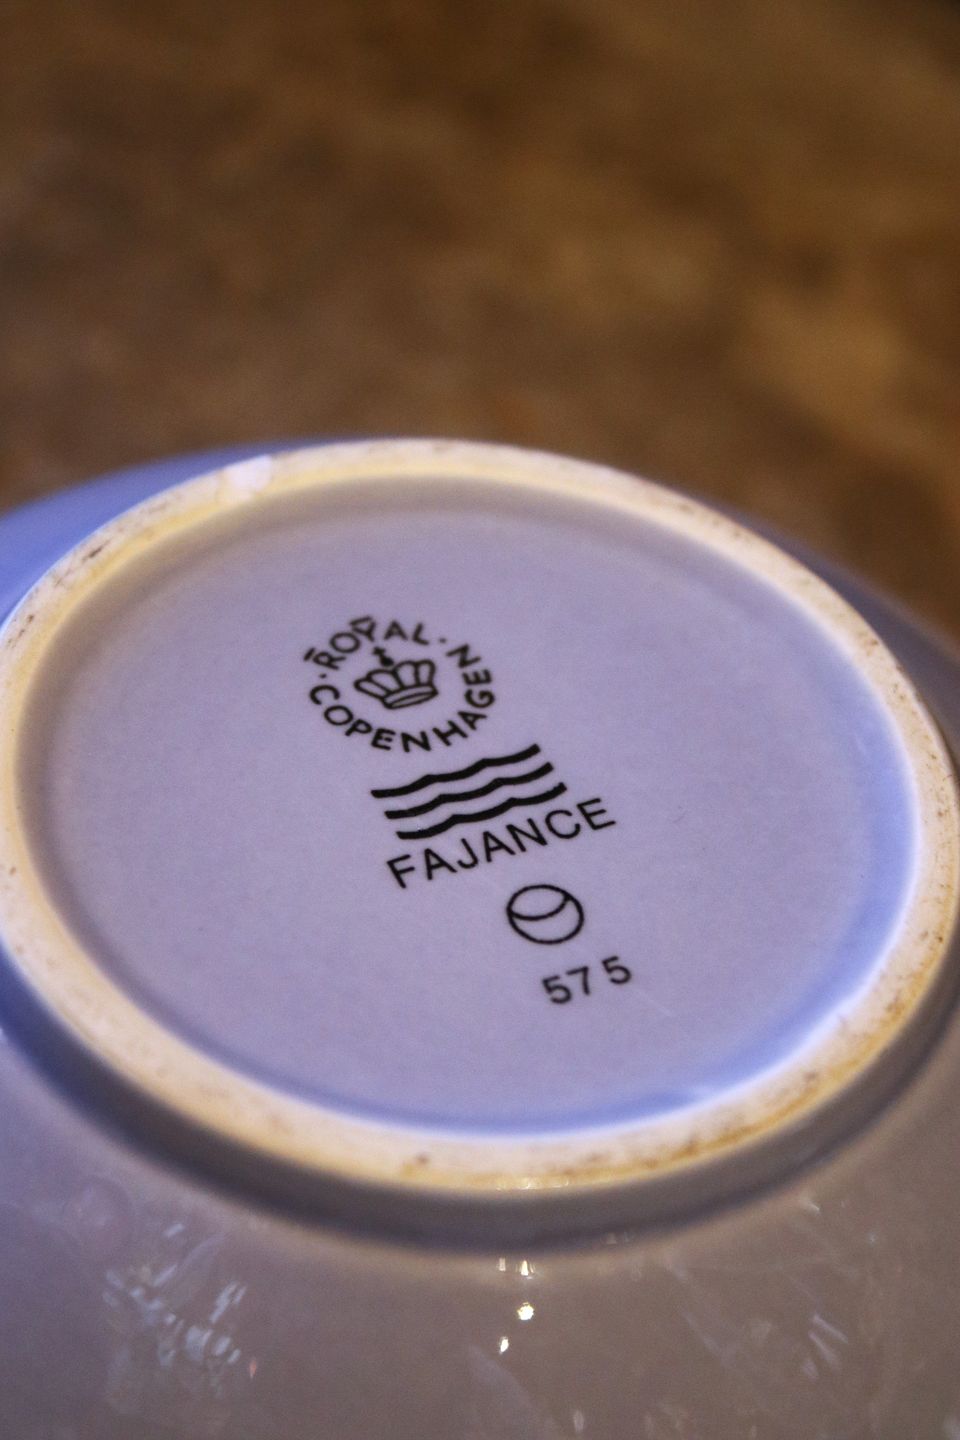 ROYAL · COPENHAGEN ·
FAJANCE
575